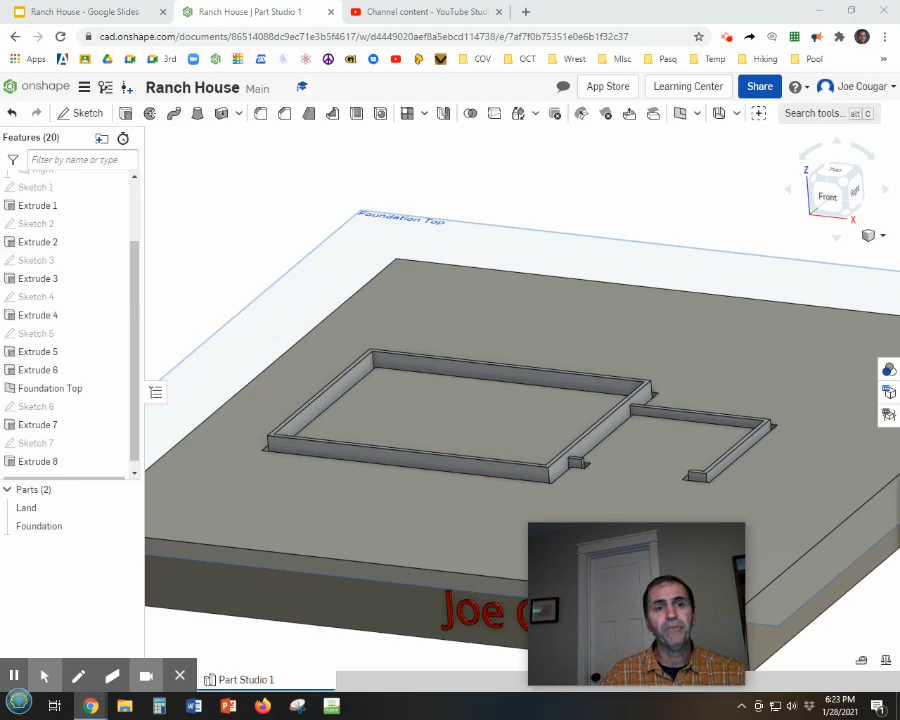 Ranch House - Google Slides
Ranch House | Part Studio 1
Channel content - YouTube Studi
cad.onshape.com/documents/86514088dc9ec71e3b5f4617/w/d4449020aef8a5ebcd114738/e/7af7f0b75351e0e6b1f32c37
Apps
3rd
COV
OCT
Wrest
MIsc
Pasq
Temp
Hiking
Pool
onshape
Ranch House Main
App Store
Learning Center
Share
Joe Cougar
Sketch
Search tools...
alt
C
Features (20)
Filter by name or type
Right
Sketch 1
Extrude 1
Sketch 2
Extrude 2
Sketch 3
Extrude 3
Sketch 4
Extrude 4
Sketch 5
Extrude 5
Extrude 6
Foundation Top
Sketch 6
Extrude 7
Sketch 7
Extrude 8
Parts (2)
Land
Foundation
Foundation Top
Z
Front
Right
X
Joe
Part Studio 1
6:23 PM
1/28/2021